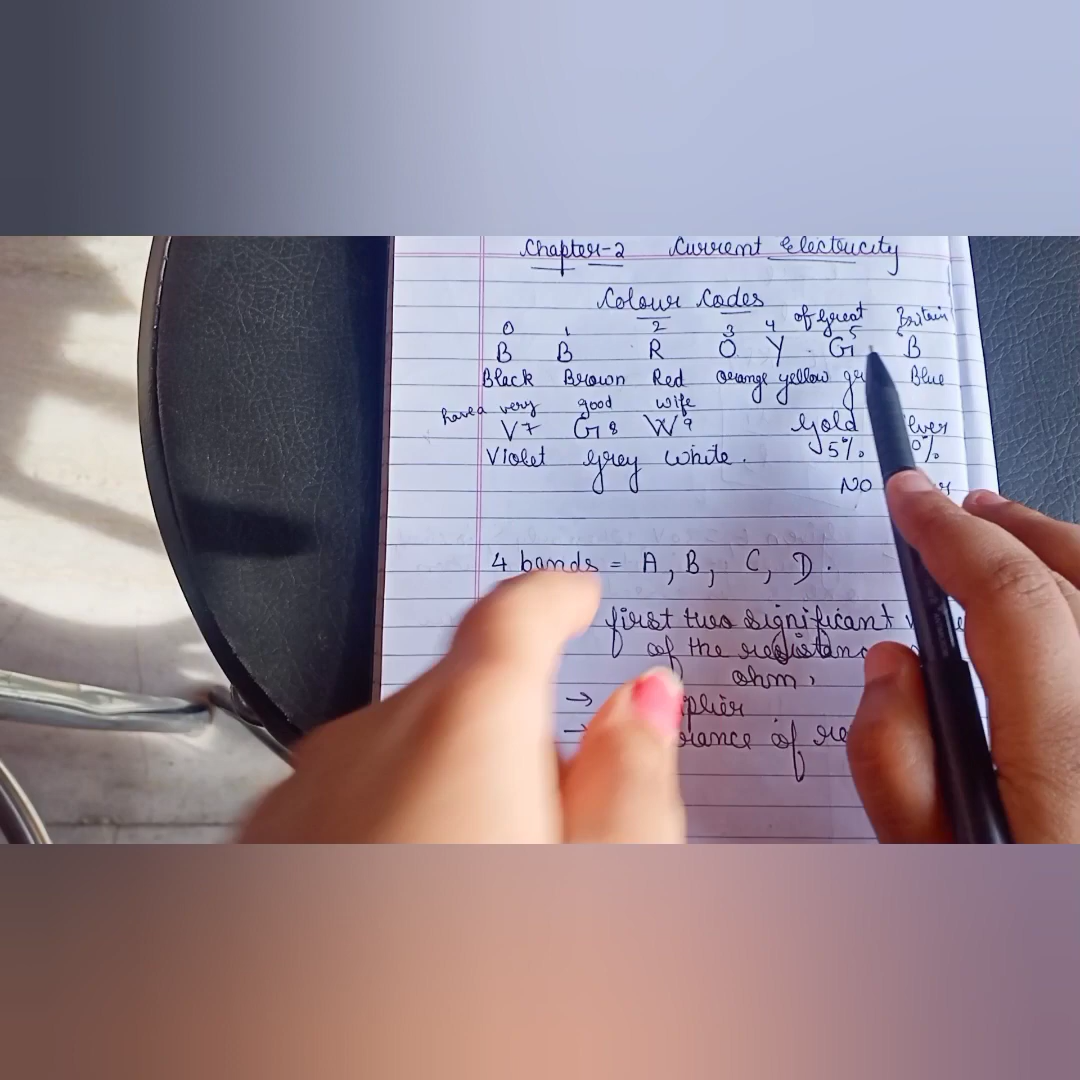 Chapter-2 Current Electricity
Colour Codes
of Great Britain
0 1 2 3 4 5
B B R O Y G B
Black Brown Red Orange yellow Blue
have a very good wife
V7 G8 W9 Gold
Violet Grey White. 5%
NO
4 bands = A, B, C, D.
first two significant
of the
ohm,
→
→ of